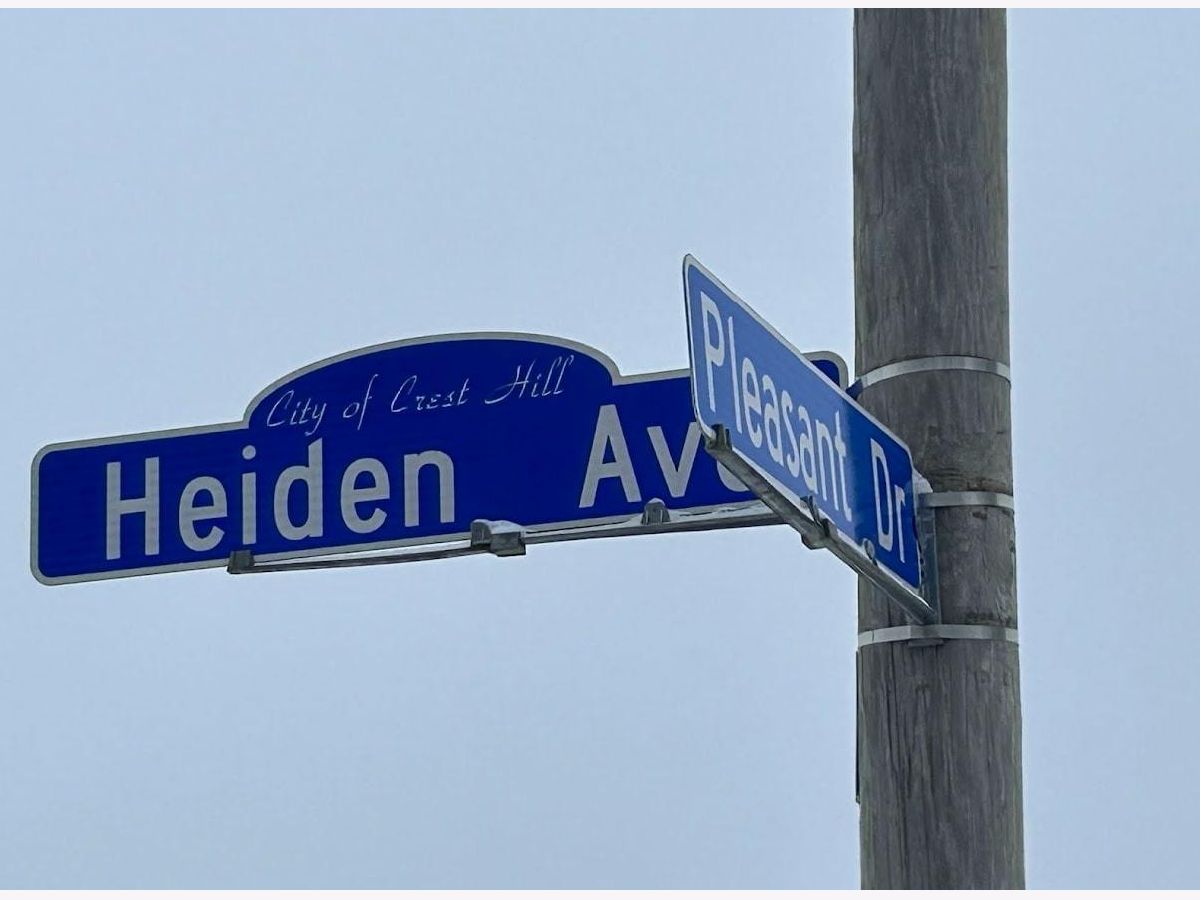 City of Crest Hill
Heiden Ave
Pleasant Dr